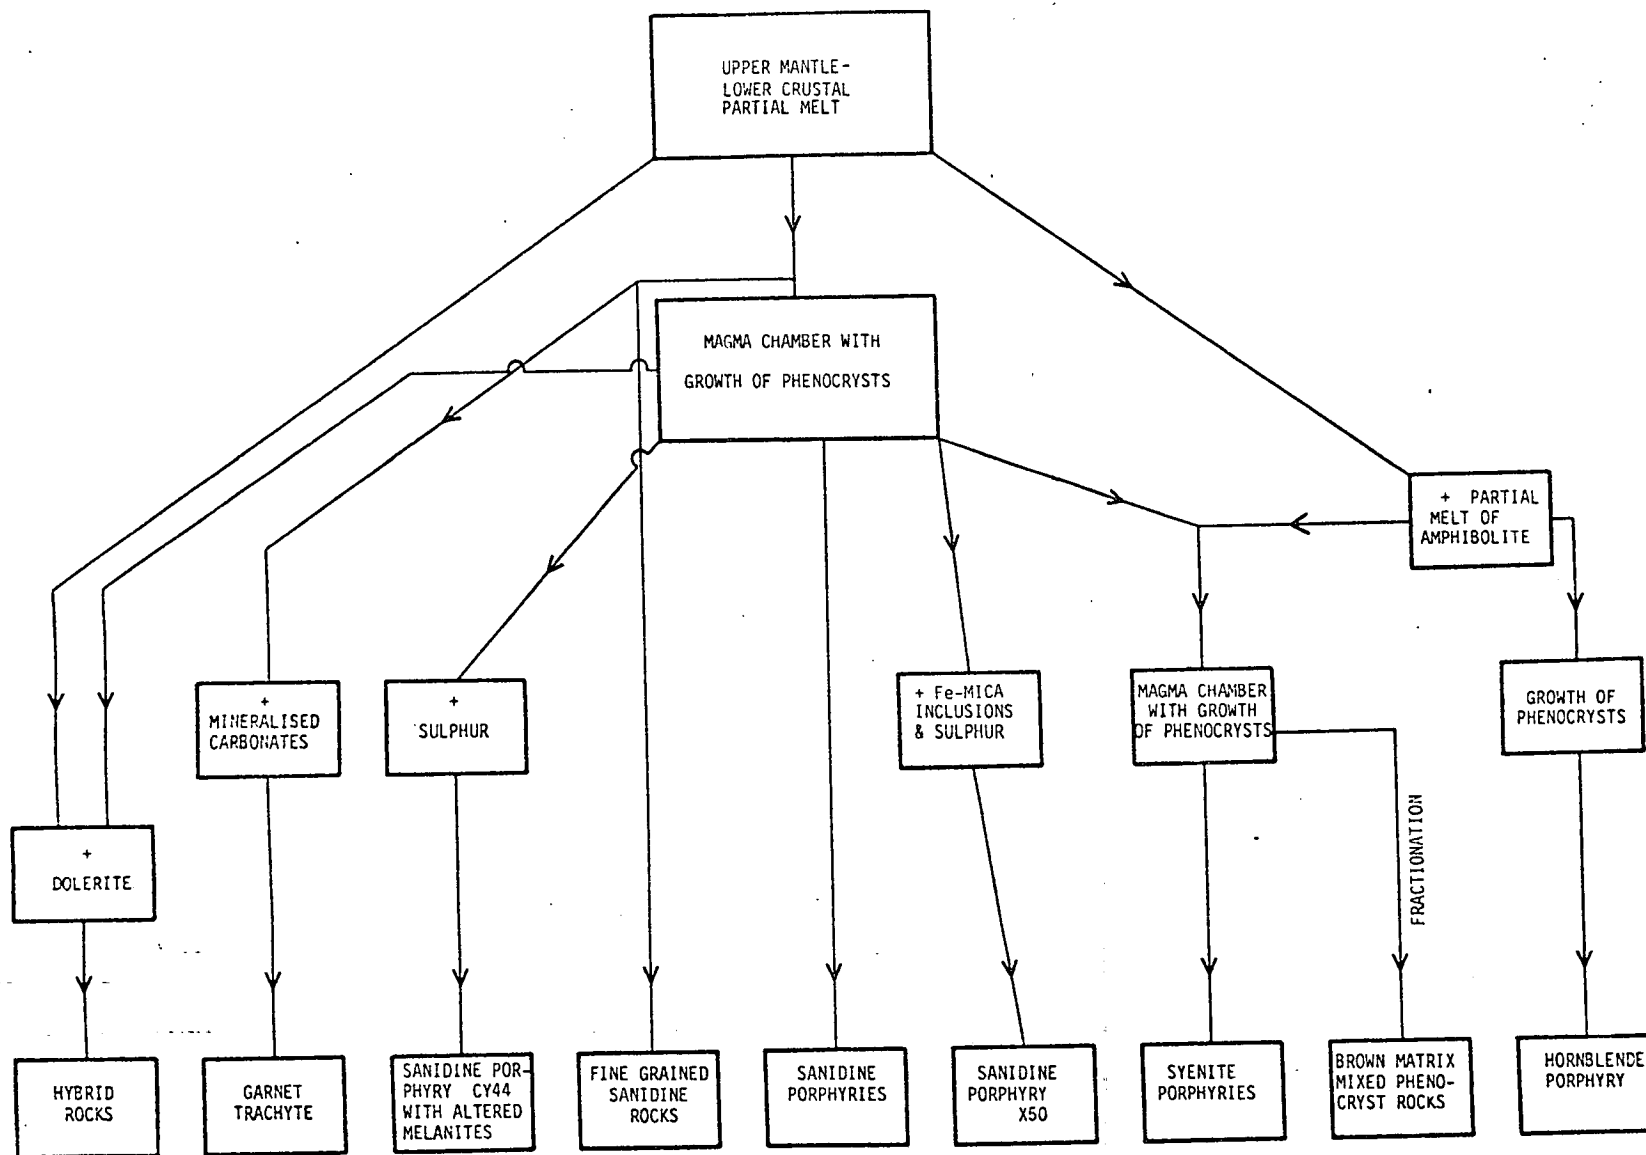 UPPER MANTLE-
LOWER CRUSTAL
PARTIAL MELT
MAGMA CHAMBER WITH
GROWTH OF PHENOCRYSTS
+ PARTIAL
MELT OF
AMPHIBOLITE
+
MINERALISED
CARBONATES
+
SULPHUR
+ Fe-MICA
INCLUSIONS
& SULPHUR
MAGMA CHAMBER
WITH GROWTH
OF PHENOCRYSTS
GROWTH OF
PHENOCRYSTS
+
DOLERITE
FRACTIONATION
HYBRID
ROCKS
GARNET
TRACHYTE
SANIDINE POR-
PHYRY CY44
WITH ALTERED
MELANITES
FINE GRAINED
SANIDINE
ROCKS
SANIDINE
PORPHYRIES
SANIDINE
PORPHYRY
X50
SYENITE
PORPHYRIES
BROWN MATRIX
MIXED PHENO-
CRYST ROCKS
HORNBLENDE
PORPHYRY